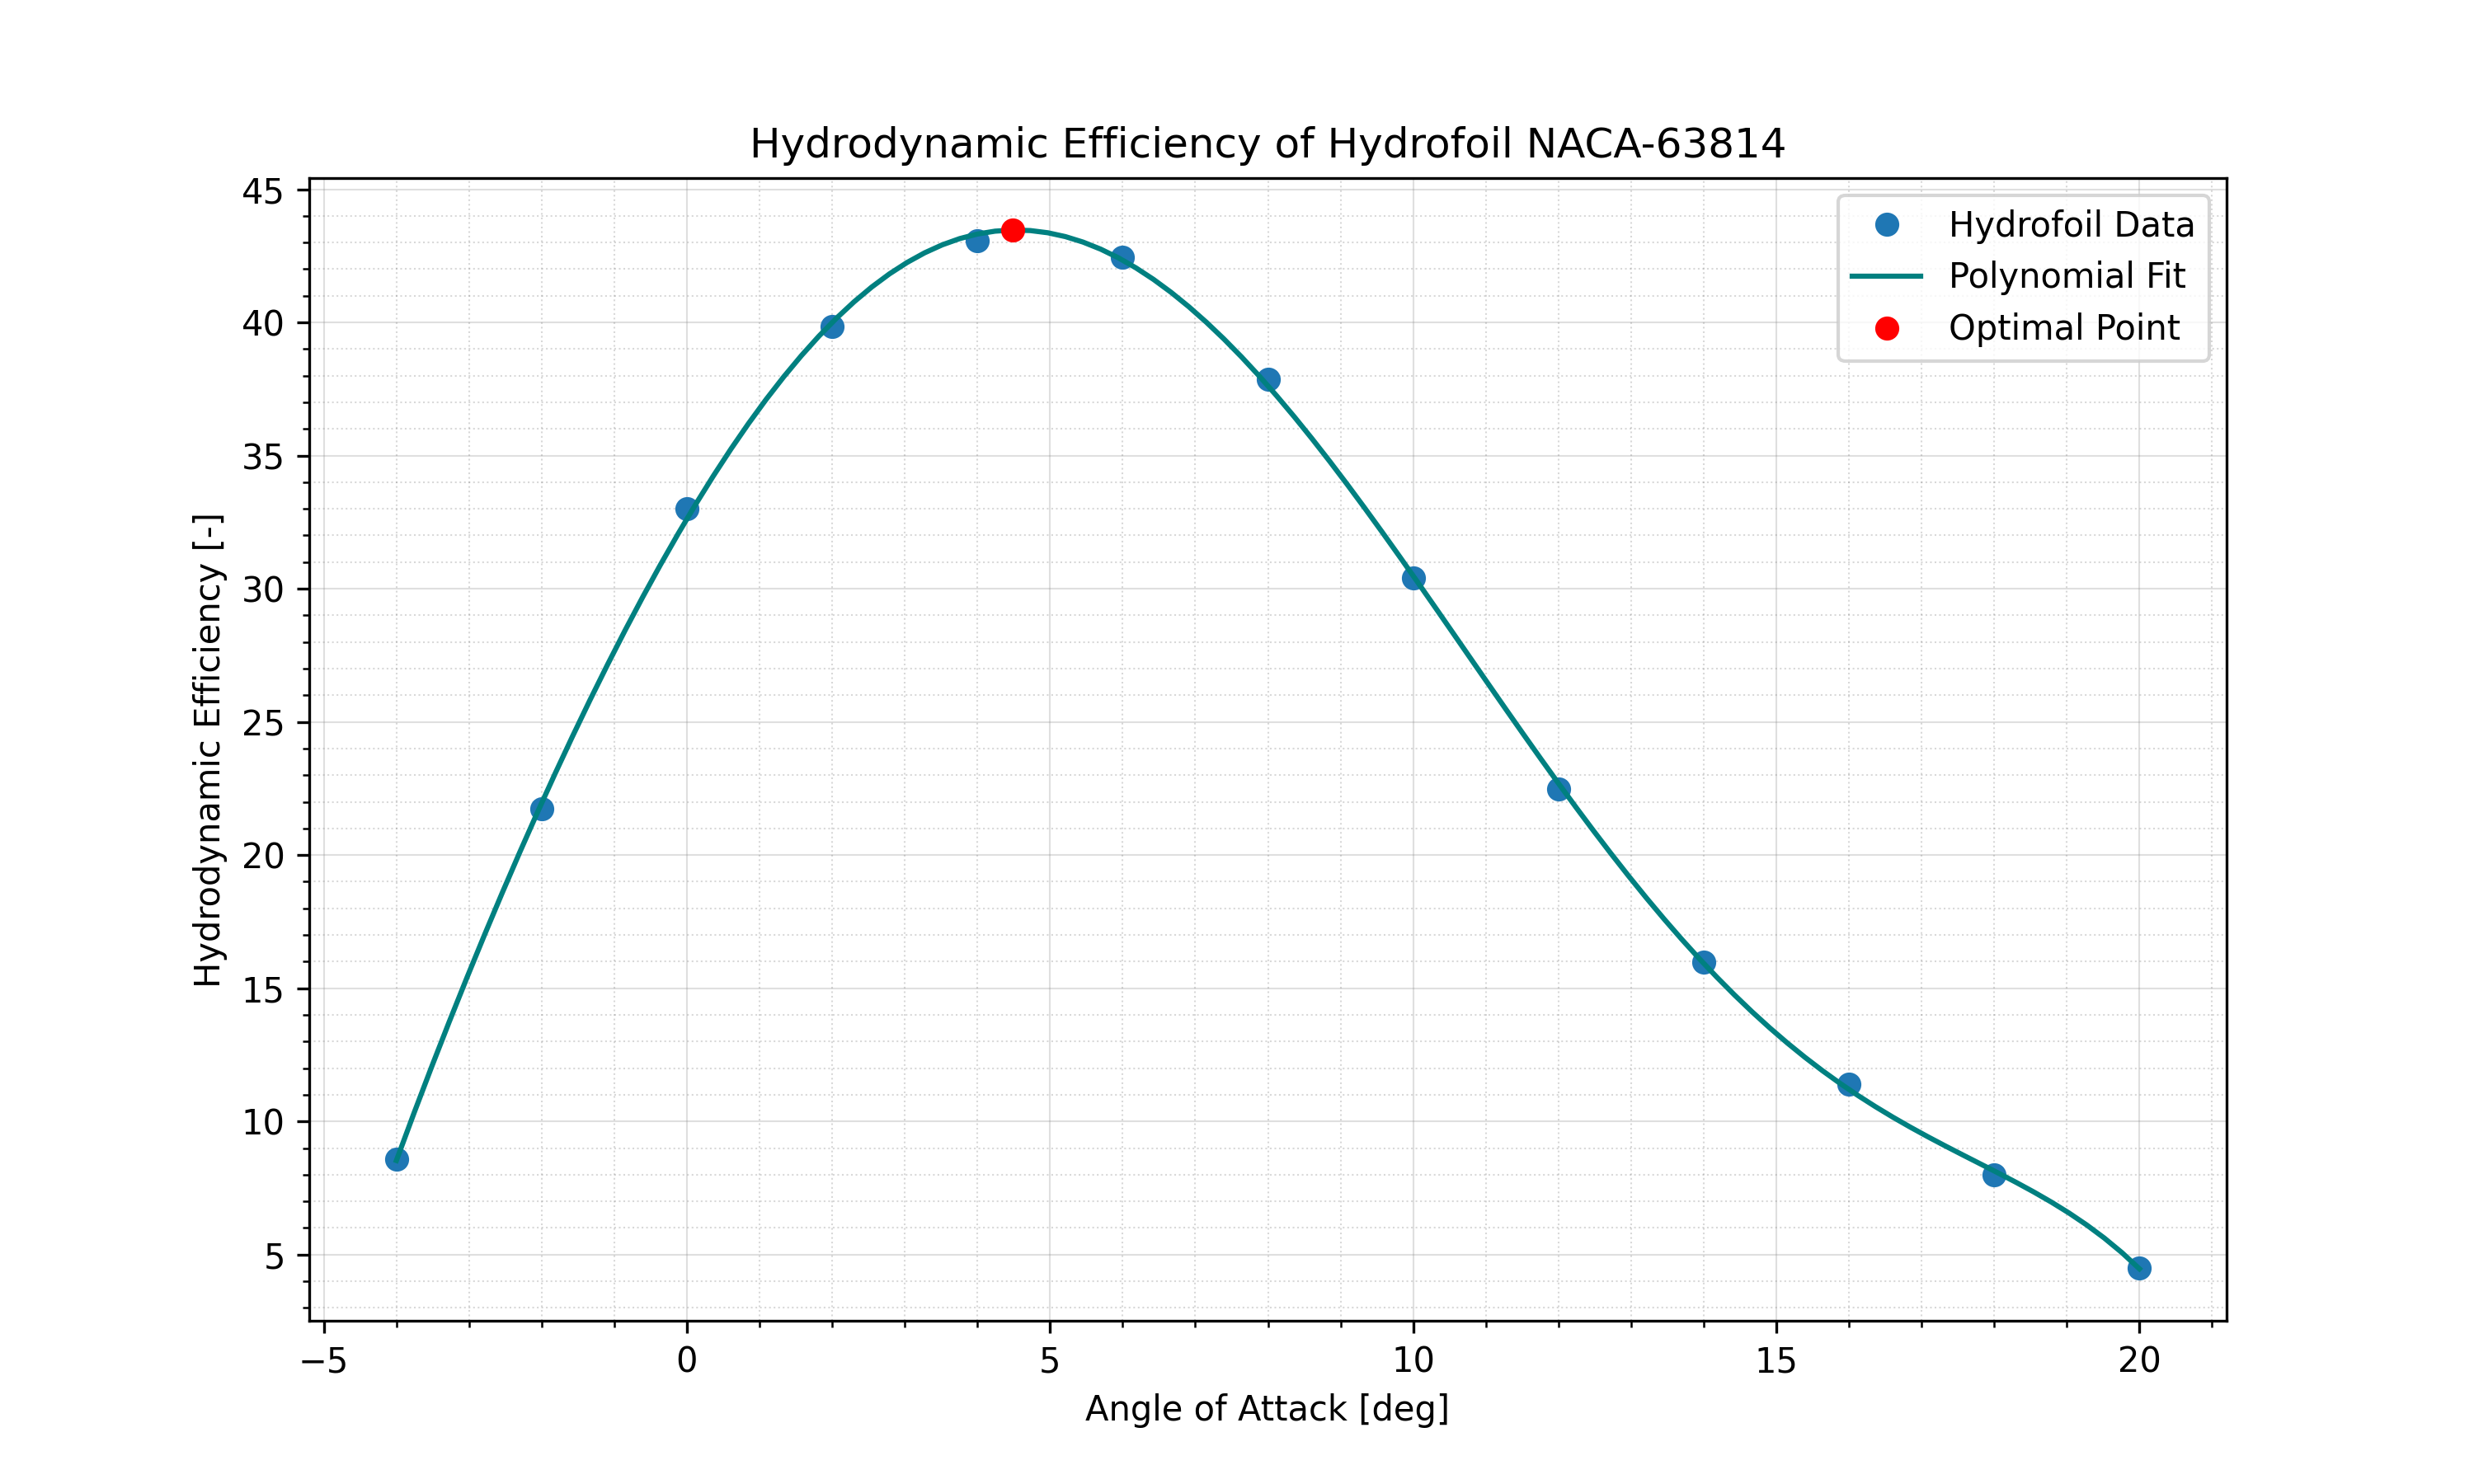 Hydrodynamic Efficiency of Hydrofoil NACA-63814
Hydrodynamic Efficiency [-]
45
40
35
30
25
20
15
10
5
Hydrofoil Data
Polynomial Fit
Optimal Point
−5 0 5 10 15 20
Angle of Attack [deg]